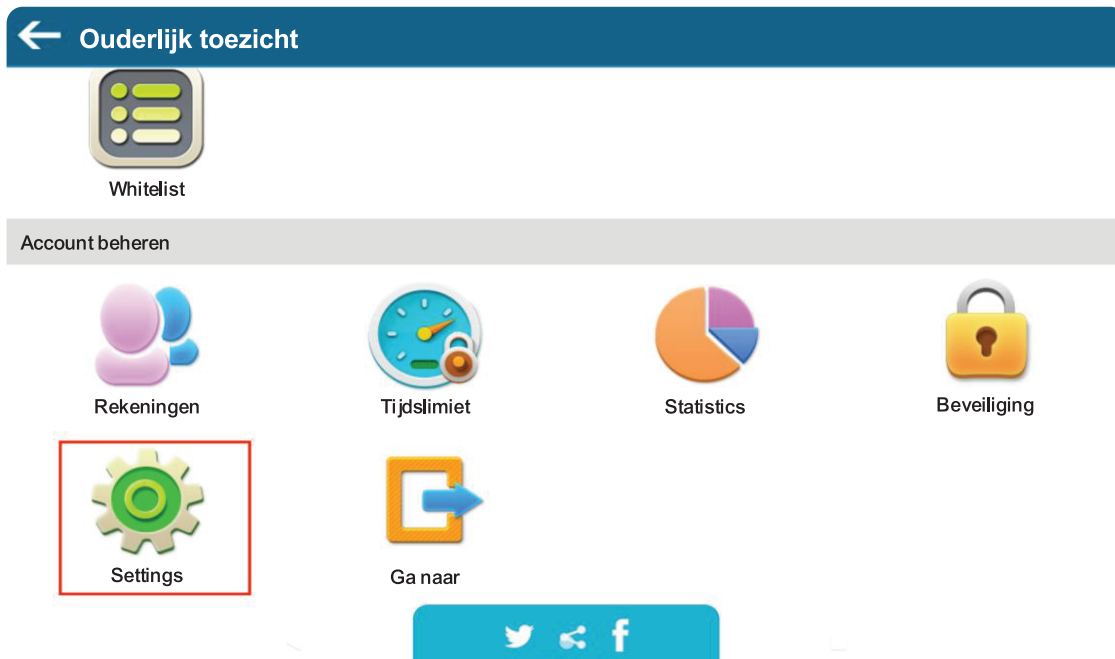 Ouderlijk toezicht
Whitelist
Account beheren
Rekeningen
Tijdslimiet
Statistics
Beveiliging
Settings
Ga naar